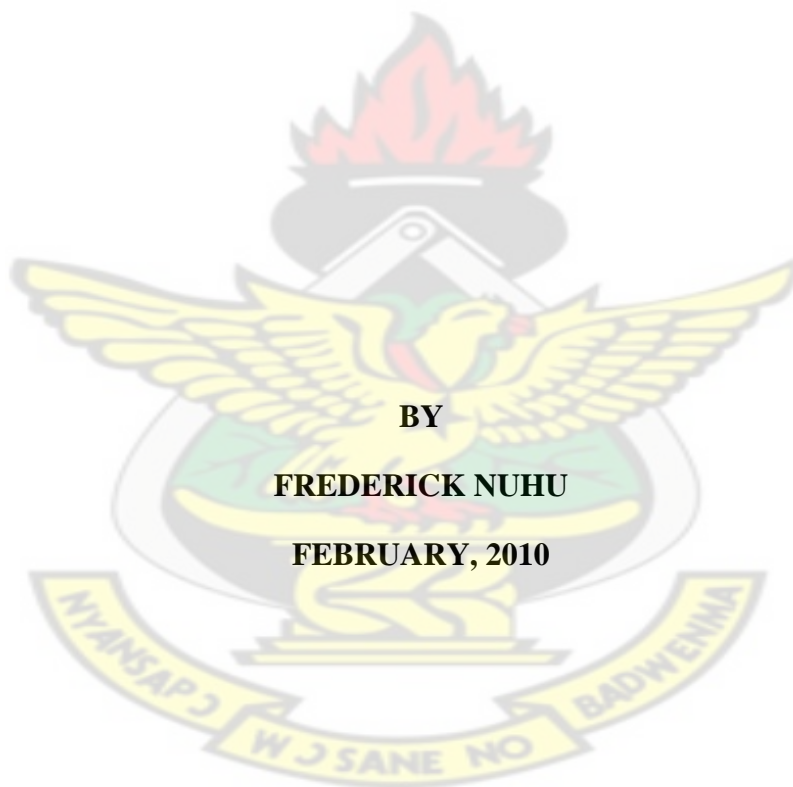 BY
FREDERICK NUHU
FEBRUARY, 2010
NYANSAPƆ
WƆSANE NO
BADWENMA